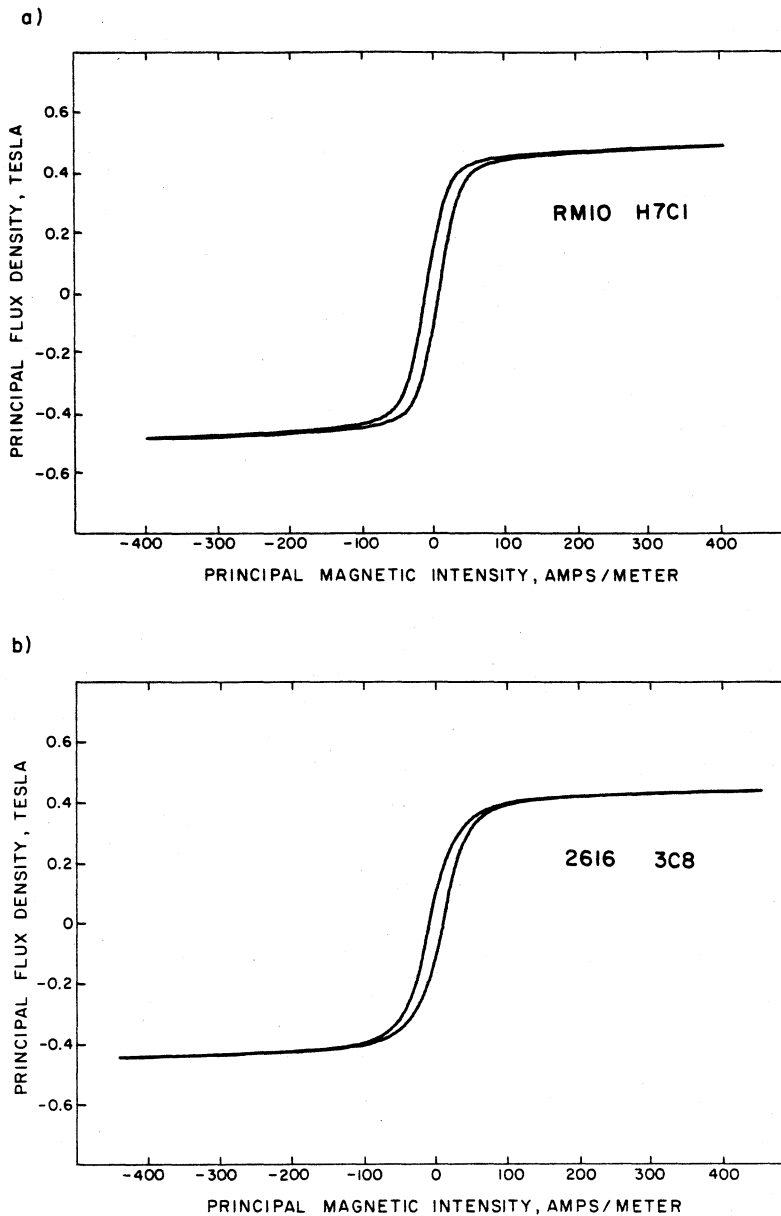 a)
PRINCIPAL FLUX DENSITY, TESLA
0.6
0.4
0.2
0
-0.2
-0.4
-0.6
RM10 H7C1
-400 -300 -200 -100 0 100 200 300 400
PRINCIPAL MAGNETIC INTENSITY, AMPS/METER
b)
PRINCIPAL FLUX DENSITY, TESLA
0.6
0.4
0.2
0
-0.2
-0.4
-0.6
2616 3C8
-400 -300 -200 -100 0 100 200 300 400
PRINCIPAL MAGNETIC INTENSITY, AMPS/METER